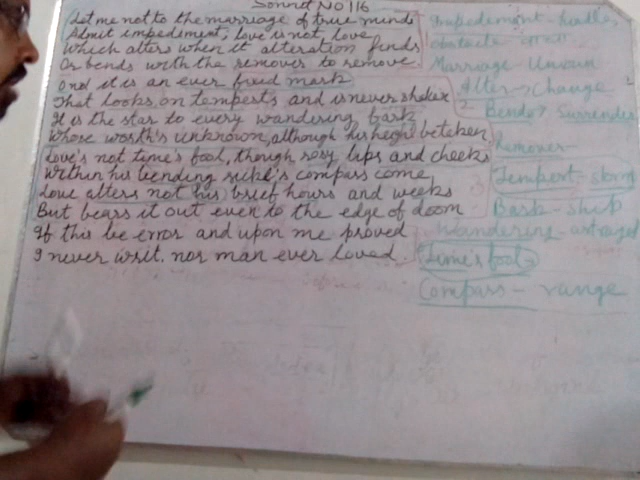 Sonnet No 116
Let me not to the marriage of true minds
Admit impediment, Love is not, love
Which alters when it alteration finds
Or bends with the remover to remove.
And it is an ever fixed mark
That looks on tempests and is never shaken
It is the star to every wandering bark
Whose worth's unknown, although his height be taken
Love's not time's fool, though rosy lips and cheeks
Within his bending sickle's compass come,
Love alters not his brief hours and weeks
But bears it out even to the edge of doom
If this be error and upon me proved
I never writ. nor man ever loved.
Impediment - hurdles,
obstacle
Marriage - Union
Alter → Change
Bends → Surrender
Remover -
Tempest - storm
Bark - ship
Wandering -
Time's fool -
Compass - range